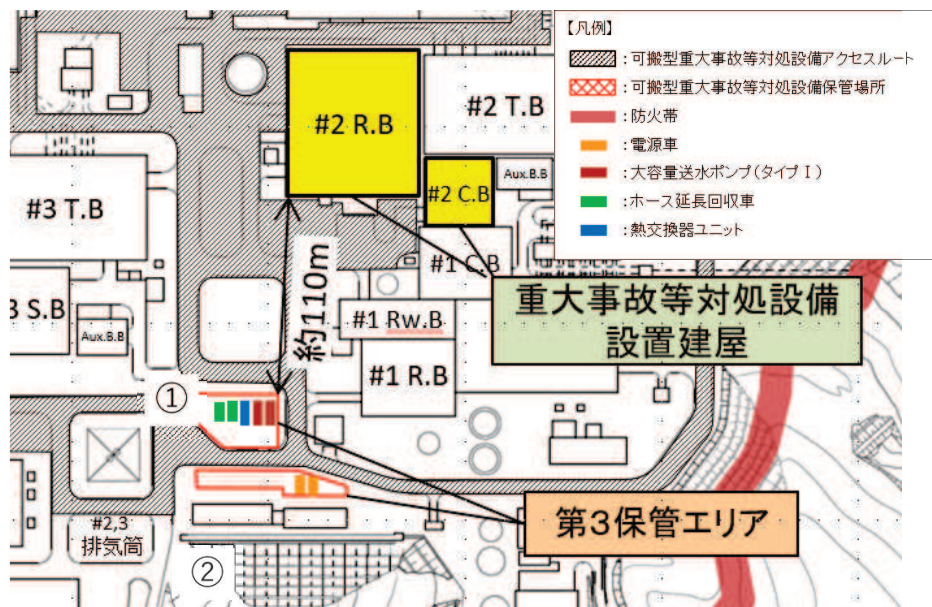 【凡例】
：可搬型重大事故等対処設備アクセスルート
：可搬型重大事故等対処設備保管場所
：防火帯
：電源車
：大容量送水ポンプ（タイプⅠ）
：ホース延長回収車
：熱交換器ユニット
#2 R.B
#2 T.B
#2 C.B
Aux.B.B
#3 T.B
#1 C.B
約110m
重大事故等対処設備
設置建屋
3 S.B
Aux.B.B
#1 Rw.B
#1 R.B
①
第3保管エリア
#2,3
排気筒
②